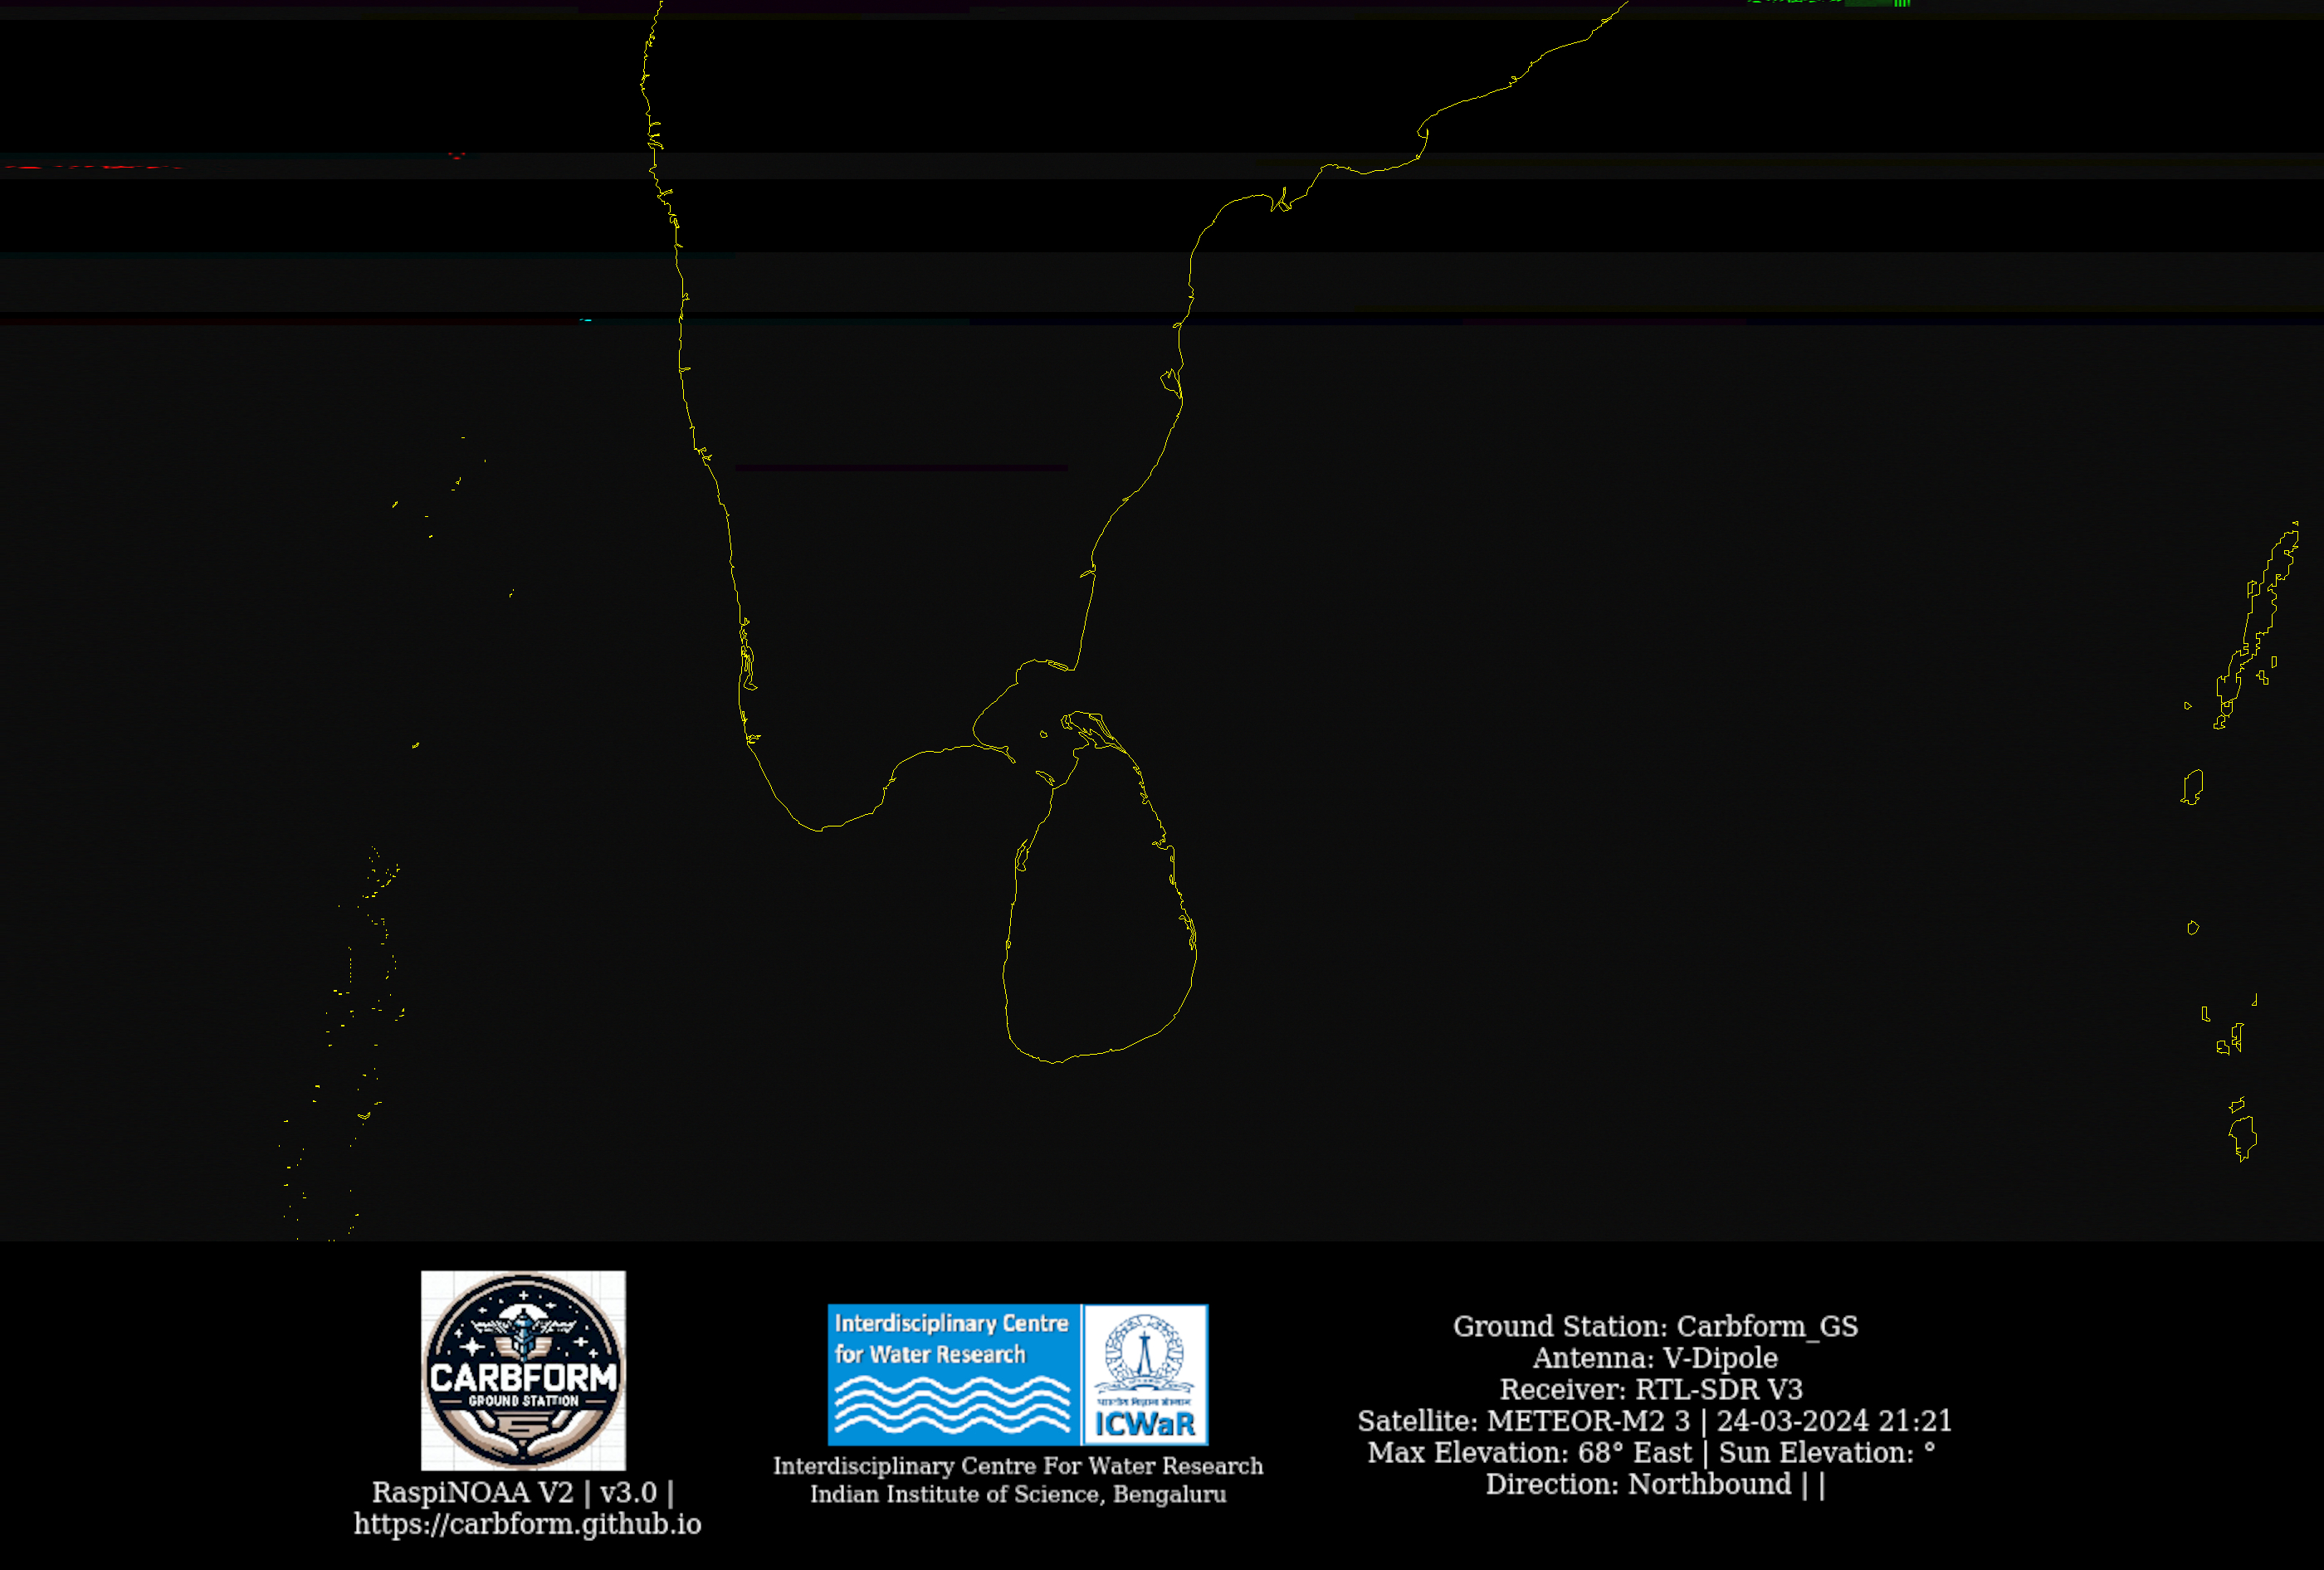 CARBFORM
GROUND STATTION
RaspiNOAA V2 | v3.0 |
https://carbform.github.io
Interdisciplinary Centre
for Water Research
ICWaR
Interdisciplinary Centre For Water Research
Indian Institute of Science, Bengaluru
Ground Station: Carbform_GS
Antenna: V-Dipole
Receiver: RTL-SDR V3
Satellite: METEOR-M2 3 | 24-03-2024 21:21
Max Elevation: 68° East | Sun Elevation: °
Direction: Northbound | |